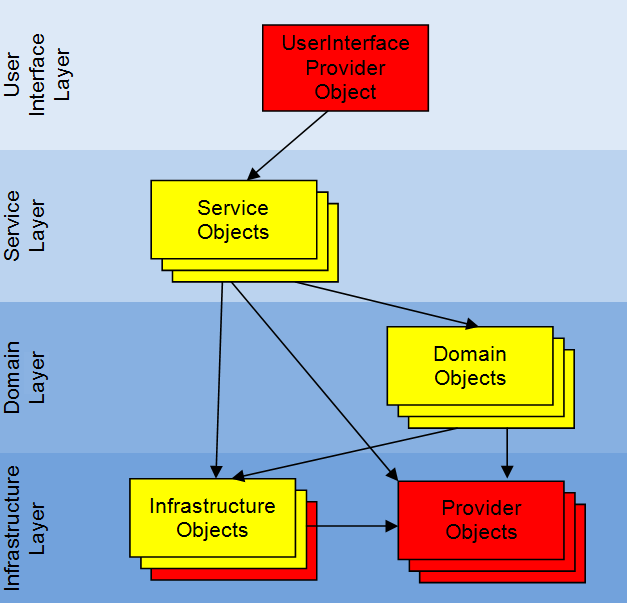 User
Interface
Layer
UserInterface
Provider
Object
Service
Layer
Service
Objects
Domain
Layer
Domain
Objects
Infrastructure
Layer
Infrastructure
Objects
Provider
Objects